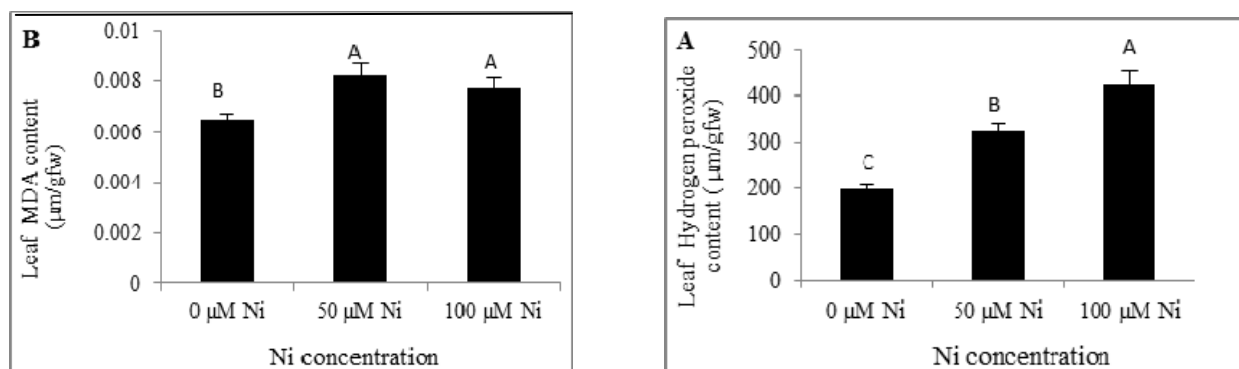 B
Leaf MDA content
(µm/gfw)
0.01
0.008
0.006
0.004
0.002
0
B
A
A
0 µM Ni
50 µM Ni
100 µM Ni
Ni concentration
A
Leaf Hydrogen peroxide
content ( µm/gfw)
500
400
300
200
100
0
C
B
A
0 µM Ni
50 µM Ni
100 µM Ni
Ni concentration